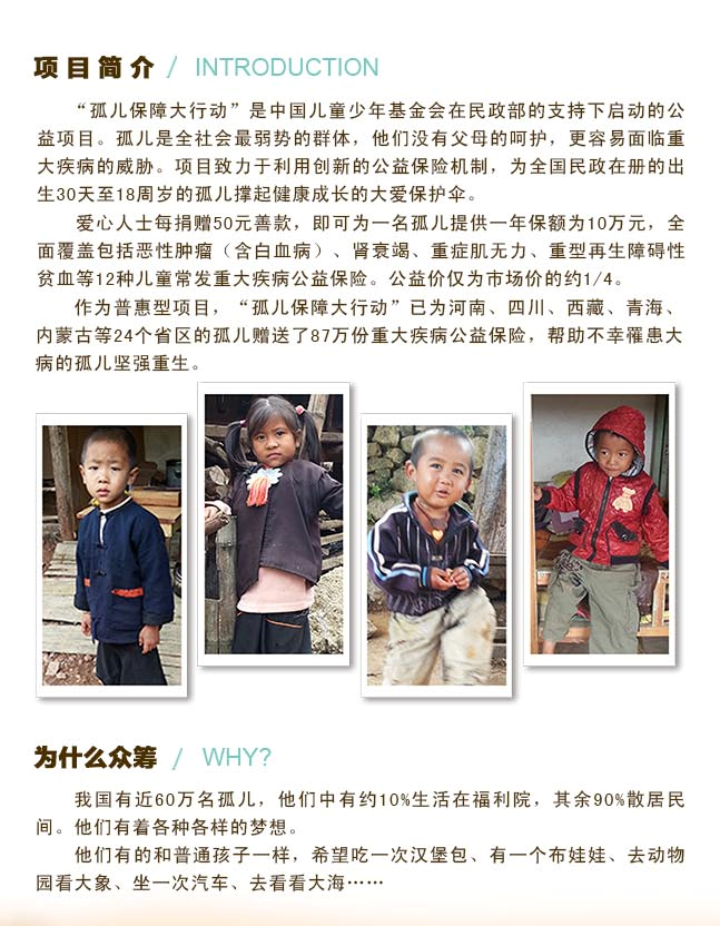 项目简介 / INTRODUCTION
“孤儿保障大行动”是中国儿童少年基金会在民政部的支持下启动的公
益项目。孤儿是全社会最弱势的群体，他们没有父母的呵护，更容易面临重
大疾病的威胁。项目致力于利用创新的公益保险机制，为全国民政在册的出
生30天至18周岁的孤儿撑起健康成长的大爱保护伞。
爱心人士每捐赠50元善款，即可为一名孤儿提供一年保额为10万元，全
面覆盖包括恶性肿瘤（含白血病）、肾衰竭、重症肌无力、重型再生障碍性
贫血等12种儿童常发重大疾病公益保险。公益价仅为市场价的约1/4。
作为普惠型项目，“孤儿保障大行动”已为河南、四川、西藏、青海、
内蒙古等24个省区的孤儿赠送了87万份重大疾病公益保险，帮助不幸罹患大
病的孤儿坚强重生。
为什么众筹 / WHY?
我国有近60万名孤儿，他们中有约10%生活在福利院，其余90%散居民
间。他们有着各种各样的梦想。
他们有的和普通孩子一样，希望吃一次汉堡包、有一个布娃娃、去动物
园看大象、坐一次汽车、去看看大海……